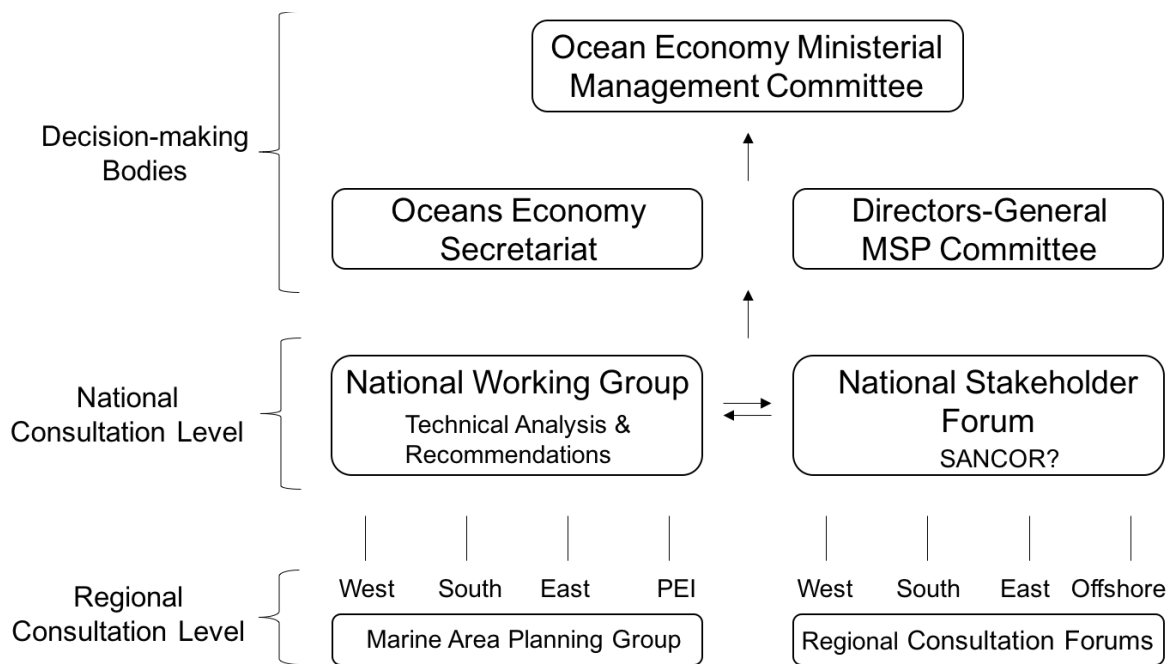 Ocean Economy Ministerial
Management Committee
Decision-making
Bodies
Oceans Economy
Secretariat
Directors-General
MSP Committee
National
Consultation Level
National Working Group
Technical Analysis &
Recommendations
National Stakeholder
Forum
SANCOR?
Regional
Consultation Level
West
South
East
PEI
Marine Area Planning Group
West
South
East
Offshore
Regional Consultation Forums